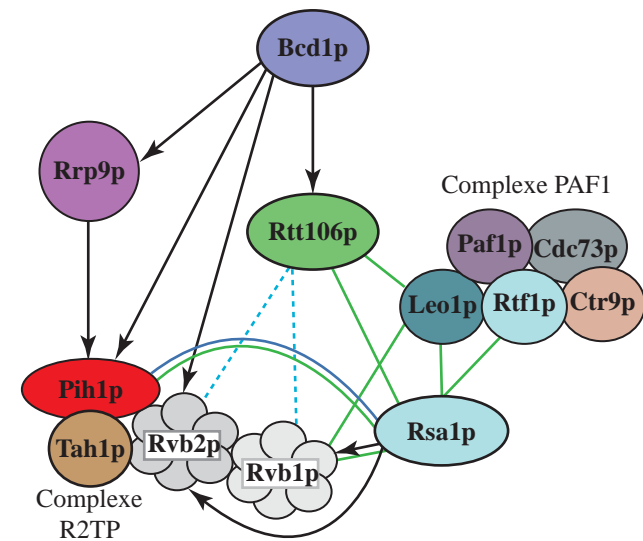 Bcd1p
Rrp9p
Complexe PAF1
Rtt106p
Paf1p
Cdc73p
Leo1p
Rtf1p
Ctr9p
Pih1p
Rsa1p
Tah1p
Rvb2p
Rvb1p
Complexe
R2TP